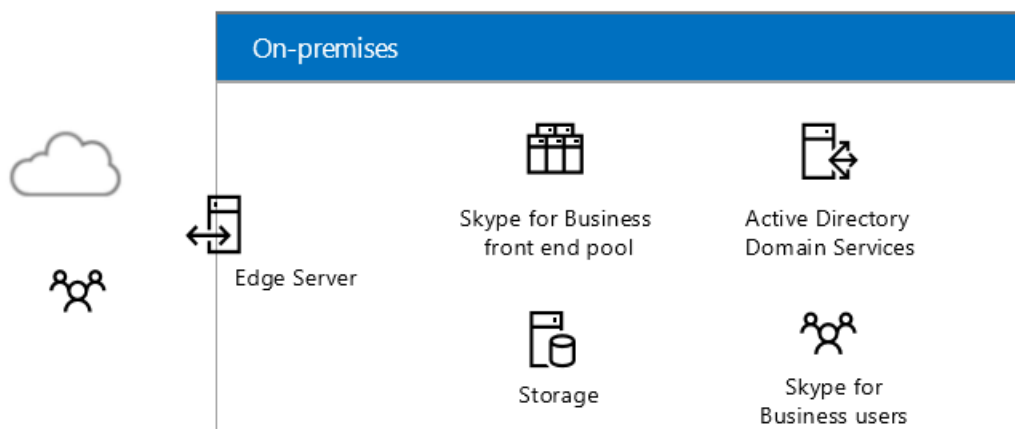 On-premises
Skype for Business
front end pool
Active Directory
Domain Services
Edge Server
Storage
Skype for
Business users